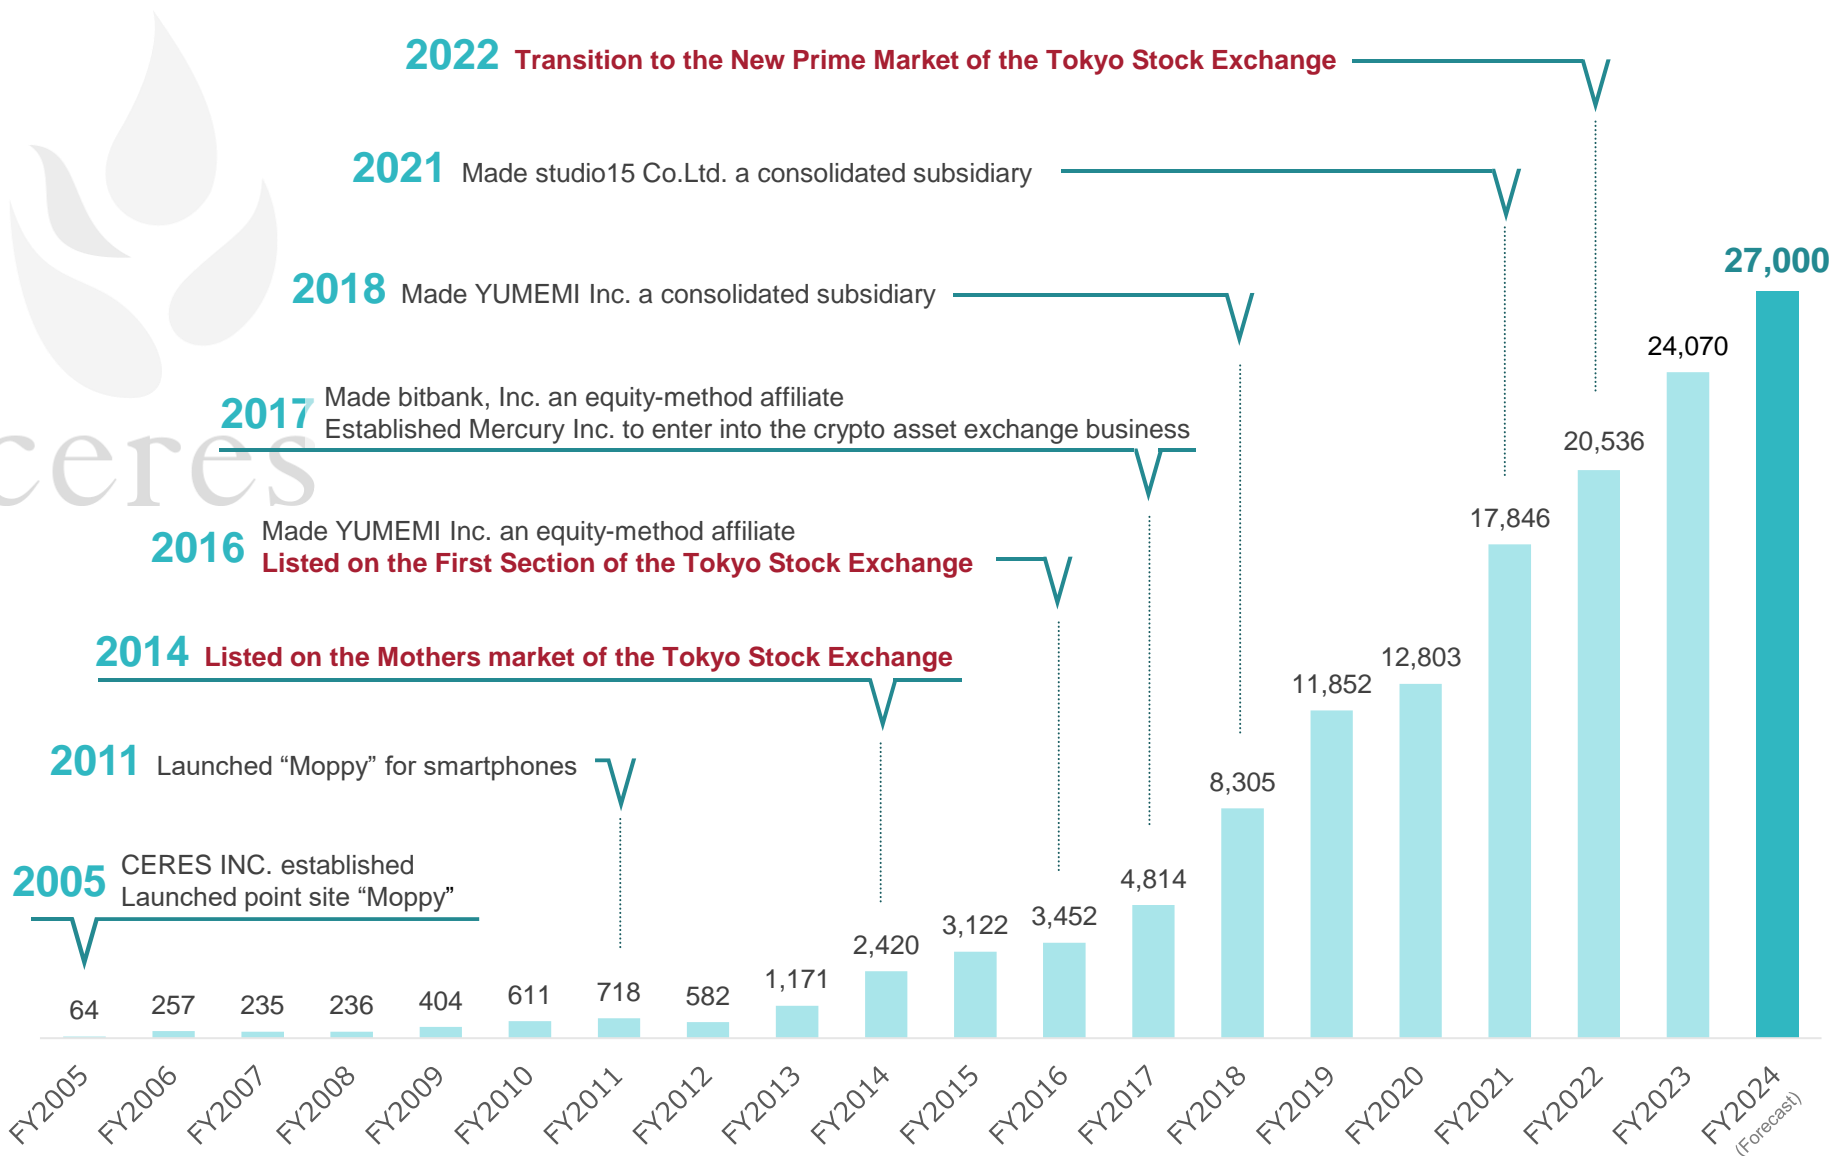 2022 Transition to the New Prime Market of the Tokyo Stock Exchange
2021 Made studio15 Co.Ltd. a consolidated subsidiary
2018 Made YUMEMI Inc. a consolidated subsidiary
2017 Made bitbank, Inc. an equity-method affiliate
Established Mercury Inc. to enter into the crypto asset exchange business
ceres
2016 Made YUMEMI Inc. an equity-method affiliate
Listed on the First Section of the Tokyo Stock Exchange
2014 Listed on the Mothers market of the Tokyo Stock Exchange
2011 Launched “Moppy” for smartphones
2005 CERES INC. established
Launched point site “Moppy”
64
257
235
236
404
611
718
582
1,171
2,420
3,122
3,452
4,814
8,305
11,852
12,803
17,846
20,536
24,070
27,000
FY2005
FY2006
FY2007
FY2008
FY2009
FY2010
FY2011
FY2012
FY2013
FY2014
FY2015
FY2016
FY2017
FY2018
FY2019
FY2020
FY2021
FY2022
FY2023
FY2024
(Forecast)